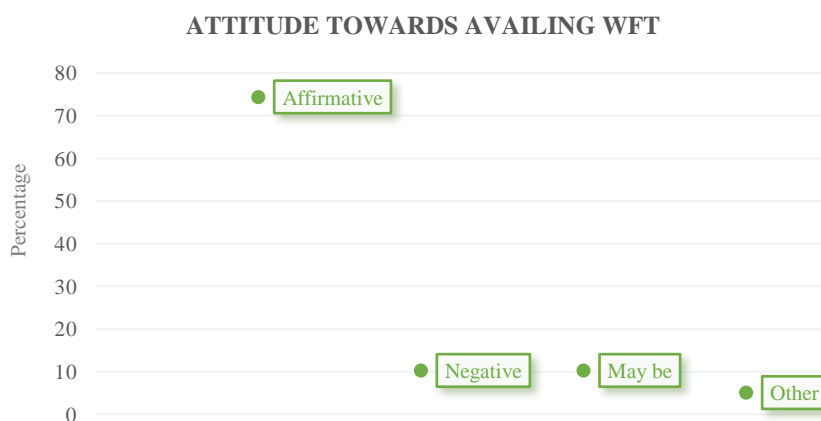 ATTITUDE TOWARDS AVAILING WFT
80
70
60
50
40
30
20
10
0
Percentage
Affirmative
Negative
May be
Other